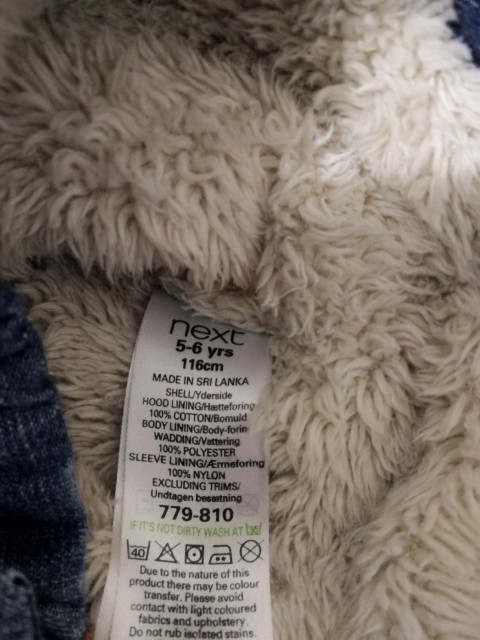 next
5-6 yrs
116cm
MADE IN SRI LANKA
SHELL/Yderside
HOOD LINING/Hætteforing
100% COTTON/Bomuld
BODY LINING/Body-forin
WADDING/Vattering
100% POLYESTER
SLEEVE LINING/Ærmeforing
100% NYLON
EXCLUDING TRIMS/
Undtagen besætning
779-810
IF IT'S NOT DIRTY WASH AT
40
Due to the nature of this
product there may be colour
transfer. Please avoid
contact with light coloured
fabrics and upholstery.
Do not rub isolated stains.